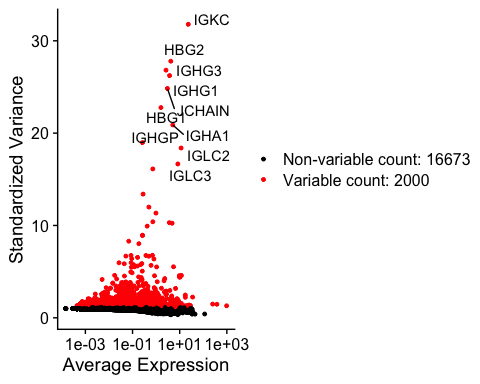 IGKC
HBG2
IGHG3
IGHG1
ICHAIN
HBG1
IGHGP
IGHA1
IGLC2
IGLC3
30
20
10
0
Standardized Variance
1e-03 1e-01 1e+01 1e+03
Average Expression
Non-variable count: 16673
Variable count: 2000